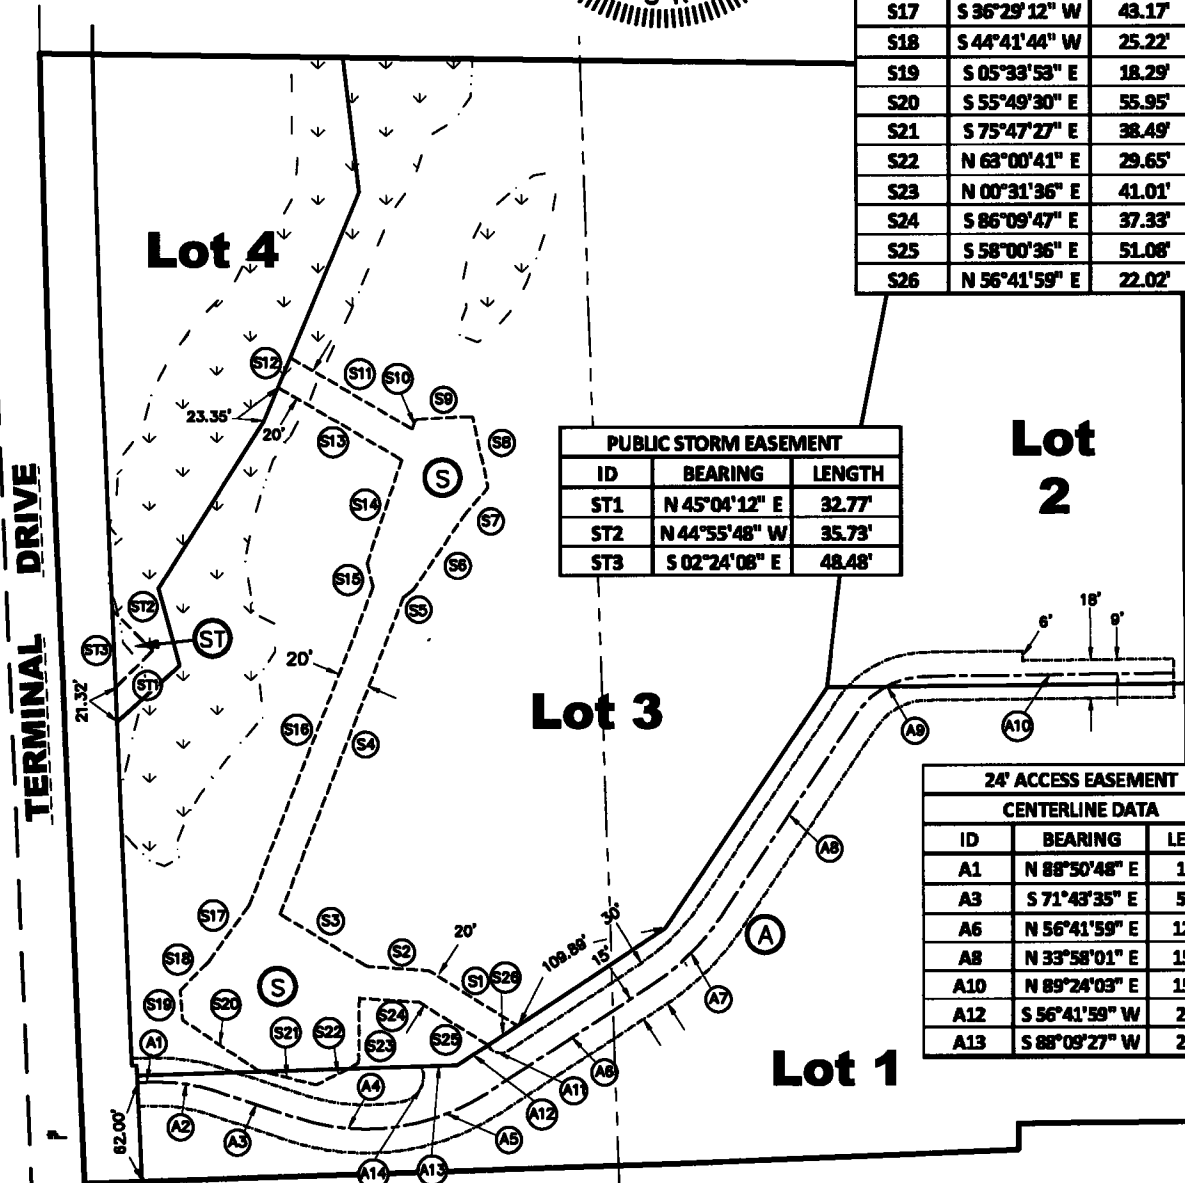 S17 S 36°29'12" W 43.17'
S18 S 44°41'44" W 25.22'
S19 S 05°33'53" E 18.29'
S20 S 55°49'30" E 55.95'
S21 S 75°47'27" E 38.49'
S22 N 63°00'41" E 29.65'
S23 N 00°31'36" E 41.01'
S24 S 86°09'47" E 37.33'
S25 S 58°00'36" E 51.08'
S26 N 56°41'59" E 22.02'
Lot 4
S12
S11
S10
S9
23.35'
20'
S13
S8
S
S14
S7
S6
S15
S5
PUBLIC STORM EASEMENT
ID BEARING LENGTH
ST1 N 45°04'12" E 32.77'
ST2 N 44°55'48" W 35.73'
ST3 S 02°24'08" E 48.48'
Lot
2
TERMINAL DRIVE
ST2
ST
ST3
ST1
21.32'
20'
S16
S4
Lot 3
6'
18'
9'
A9
A10
A8
24' ACCESS EASEMENT
CENTERLINE DATA
ID BEARING LE
A1 N 88°50'48" E 1
A3 S 71°43'35" E 5
A6 N 56°41'59" E 12
A8 N 33°58'01" E 15
A10 N 89°24'03" E 15
A12 S 56°41'59" W 2
A13 S 88°09'27" W 2
S17
S3
S2
20'
S1
S26
109.89'
30'
15'
A
S18
S
S19
S20
S24
S21
S22
S23
S25
A7
A1
A4
A11
A6
Lot 1
A2
A3
A12
A5
62.00'
A14
A13